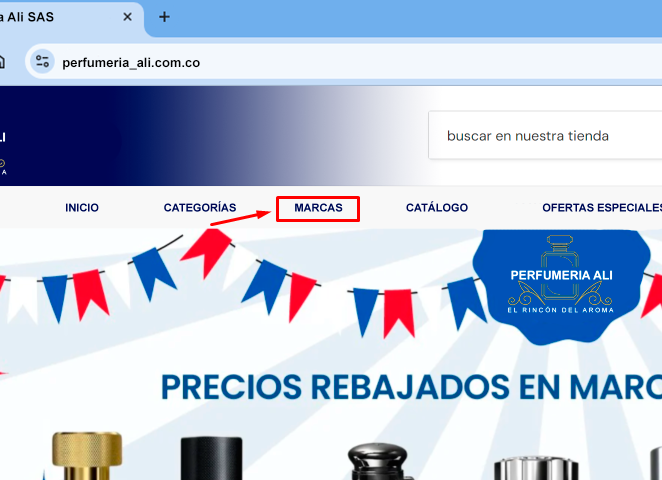 a Ali SAS
perfumeria_ali.com.co
LI
A
buscar en nuestra tienda
INICIO
CATEGORÍAS
MARCAS
CATÁLOGO
OFERTAS ESPECIALES
PERFUMERIA ALI
EL RINCÓN DEL AROMA
PRECIOS REBAJADOS EN MARC